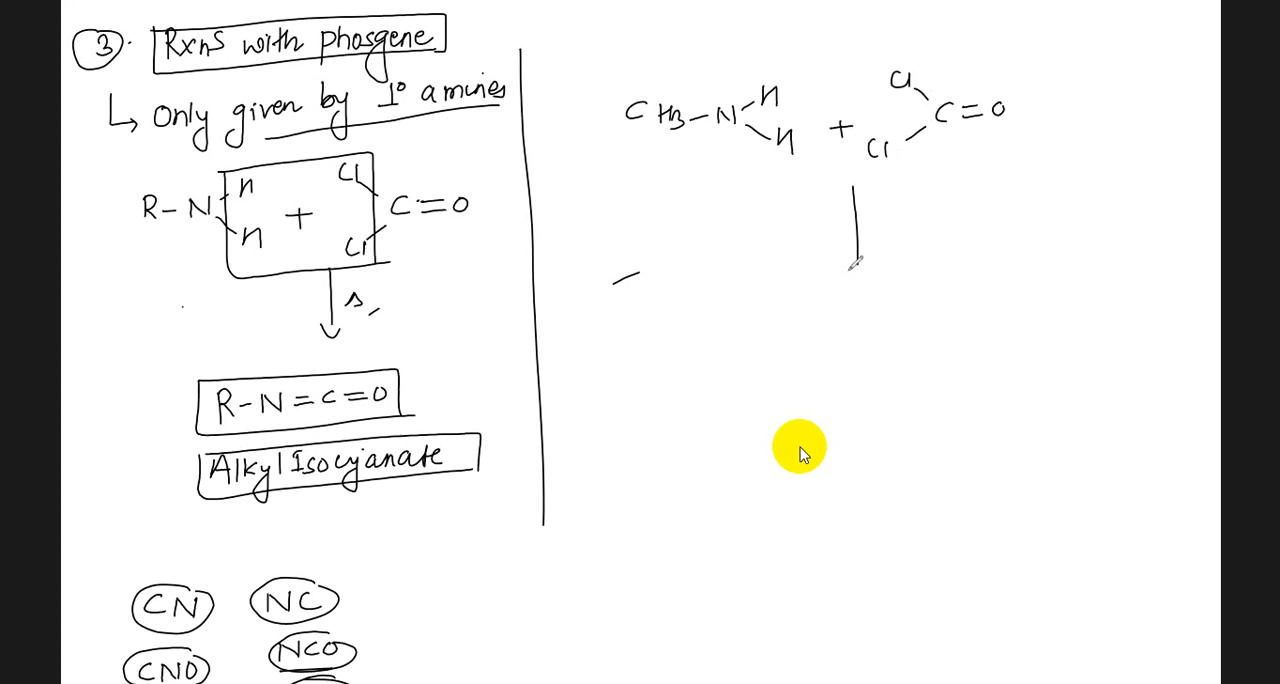 3. Rxns with phosgene
↳ Only given by 1° amines
R-N H H + Cl Cl C=O
Δ,
R-N=C=O
Alkyl Isocyanate
CN NC
CNO NCO
CH3-N H H + Cl Cl C=O